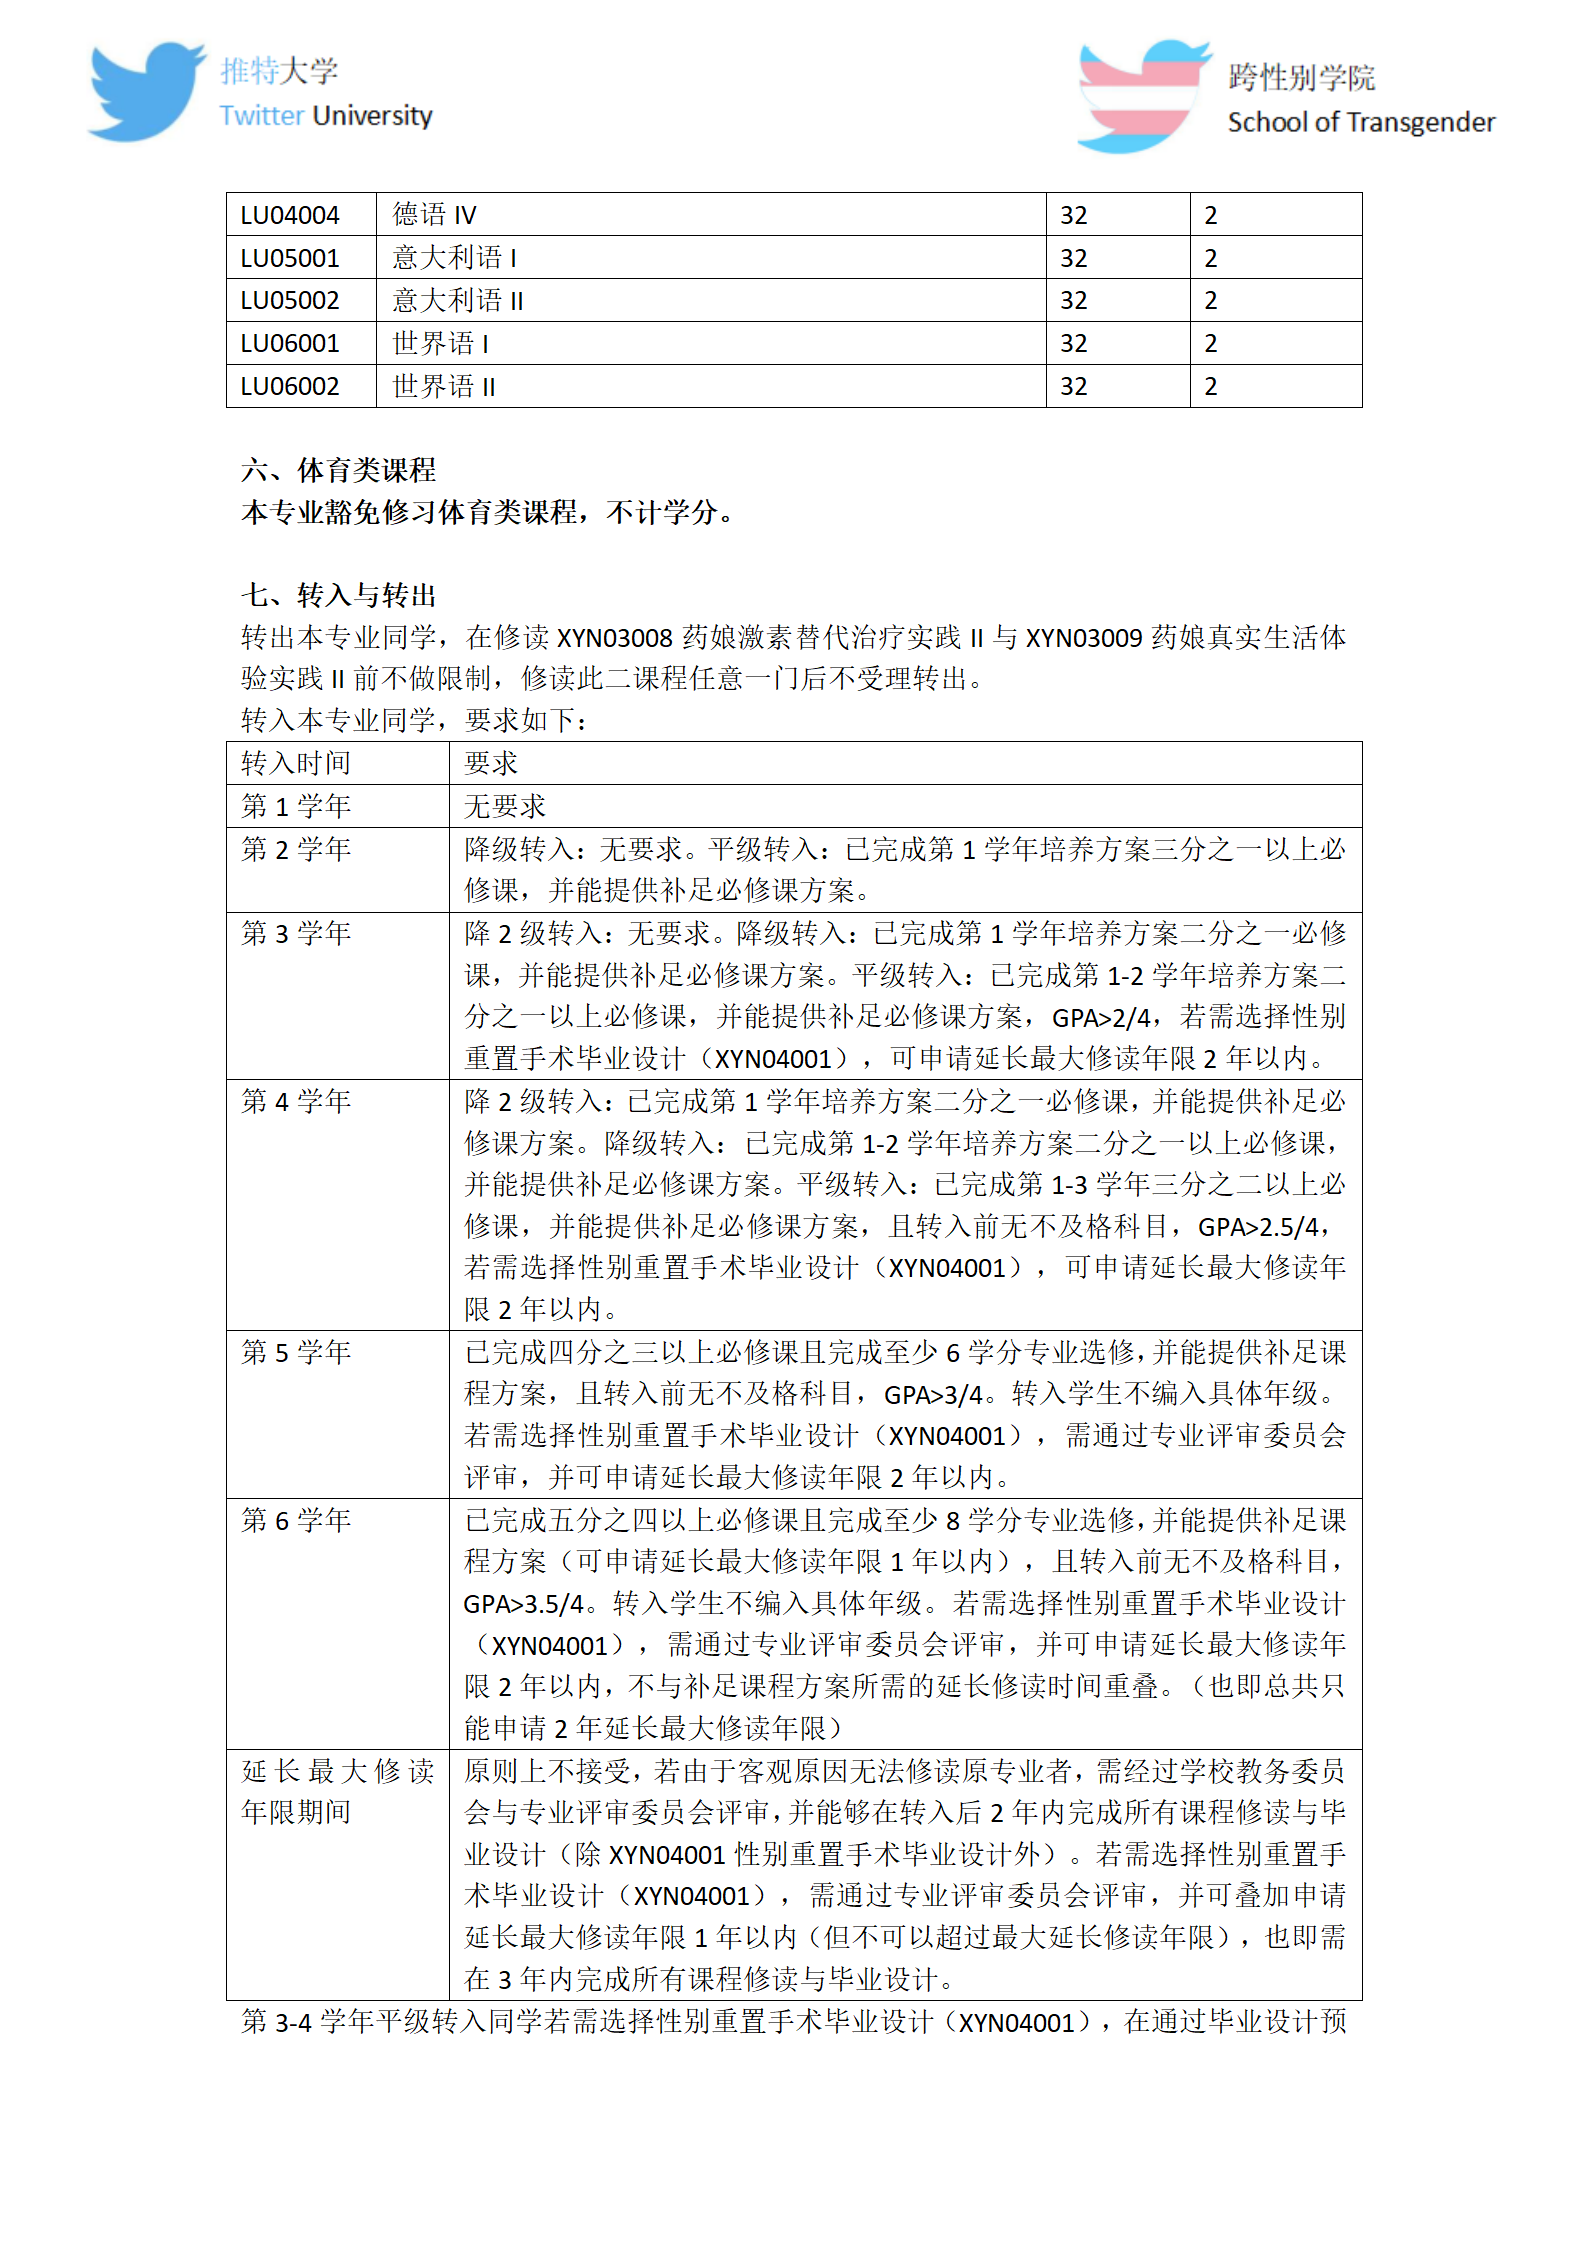 推特大学
Twitter University
跨性别学院
School of Transgender
LU04004 德语 IV 32 2
LU05001 意大利语 I 32 2
LU05002 意大利语 II 32 2
LU06001 世界语 I 32 2
LU06002 世界语 II 32 2
六、体育类课程
本专业豁免修习体育类课程，不计学分。
七、转入与转出
转出本专业同学，在修读 XYN03008 药娘激素替代治疗实践 II 与 XYN03009 药娘真实生活体
验实践 II 前不做限制，修读此二课程任意一门后不受理转出。
转入本专业同学，要求如下：
转入时间 要求
第 1 学年 无要求
第 2 学年 降级转入：无要求。平级转入：已完成第 1 学年培养方案三分之一以上必
修课，并能提供补足必修课方案。
第 3 学年 降 2 级转入：无要求。降级转入：已完成第 1 学年培养方案二分之一必修
课，并能提供补足必修课方案。平级转入：已完成第 1-2 学年培养方案二
分之一以上必修课，并能提供补足必修课方案，GPA>2/4，若需选择性别
重置手术毕业设计（XYN04001），可申请延长最大修读年限 2 年以内。
第 4 学年 降 2 级转入：已完成第 1 学年培养方案二分之一必修课，并能提供补足必
修课方案。降级转入：已完成第 1-2 学年培养方案二分之一以上必修课，
并能提供补足必修课方案。平级转入：已完成第 1-3 学年三分之二以上必
修课，并能提供补足必修课方案，且转入前无不及格科目，GPA>2.5/4，
若需选择性别重置手术毕业设计（XYN04001），可申请延长最大修读年
限 2 年以内。
第 5 学年 已完成四分之三以上必修课且完成至少 6 学分专业选修，并能提供补足课
程方案，且转入前无不及格科目，GPA>3/4。转入学生不编入具体年级。
若需选择性别重置手术毕业设计（XYN04001），需通过专业评审委员会
评审，并可申请延长最大修读年限 2 年以内。
第 6 学年 已完成五分之四以上必修课且完成至少 8 学分专业选修，并能提供补足课
程方案（可申请延长最大修读年限 1 年以内），且转入前无不及格科目，
GPA>3.5/4。转入学生不编入具体年级。若需选择性别重置手术毕业设计
（XYN04001），需通过专业评审委员会评审，并可申请延长最大修读年
限 2 年以内，不与补足课程方案所需的延长修读时间重叠。（也即总共只
能申请 2 年延长最大修读年限）
延长最大修读 原则上不接受，若由于客观原因无法修读原专业者，需经过学校教务委员
年限期间 会与专业评审委员会评审，并能够在转入后 2 年内完成所有课程修读与毕
业设计（除 XYN04001 性别重置手术毕业设计外）。若需选择性别重置手
术毕业设计（XYN04001），需通过专业评审委员会评审，并可叠加申请
延长最大修读年限 1 年以内（但不可以超过最大延长修读年限），也即需
在 3 年内完成所有课程修读与毕业设计。
第 3-4 学年平级转入同学若需选择性别重置手术毕业设计（XYN04001），在通过毕业设计预